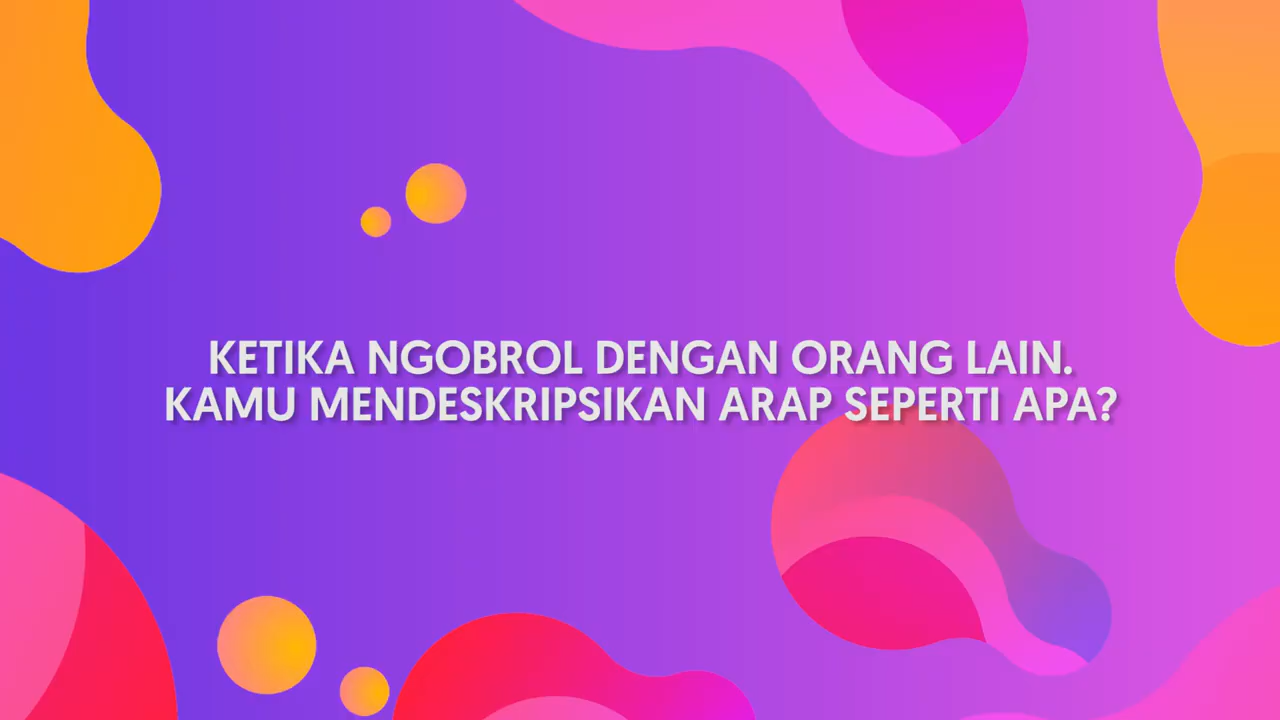 KETIKA NGOBROL DENGAN ORANG LAIN.
KAMU MENDESKRIPSIKAN ARAP SEPERTI APA?